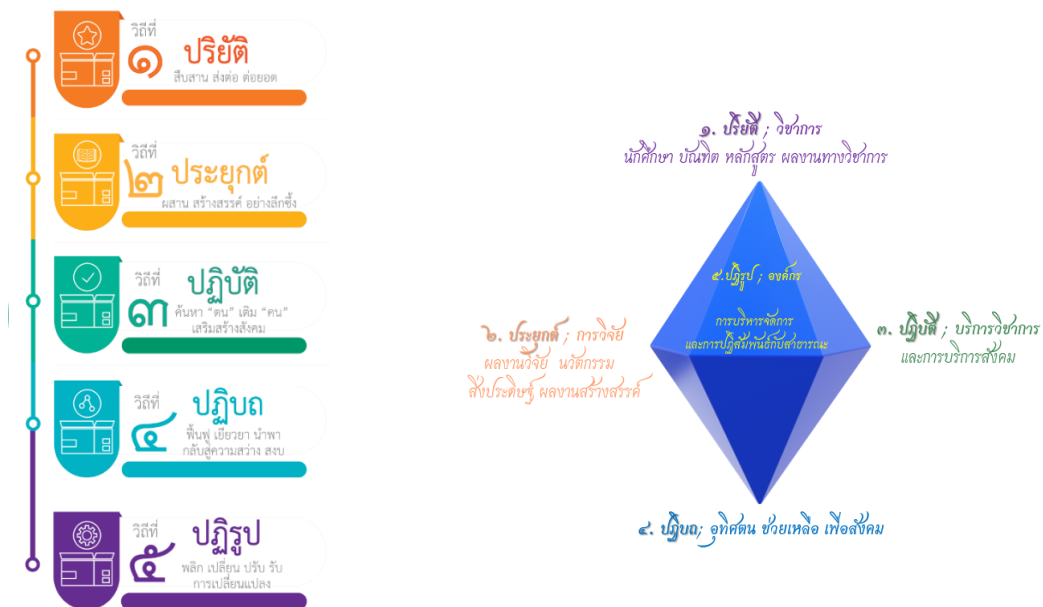 วิถีที่
๑
ปริยัติ
สืบสาน ส่งต่อ ต่อยอด
วิถีที่
๒
ประยุกต์
ผสาน สร้างสรรค์ อย่างลึกซึ้ง
วิถีที่
๓
ปฏิบัติ
ค้นหา “ตน” เติม “คน”
เสริมสร้างสังคม
วิถีที่
๔
ปฏิบถ
ฟื้นฟู เยียวยา นำพา
กลับสู่ความสว่าง สงบ
วิถีที่
๕
ปฏิรูป
พลิก เปลี่ยน ปรับ รับ
การเปลี่ยนแปลง
๑. ปริยัติ ; วิชาการ
นักศึกษา บัณฑิต หลักสูตร ผลงานทางวิชาการ
๕.ปฏิรูป ; องค์กร
การบริหารจัดการ
และการปฏิสัมพันธ์กับสาธารณะ
๒. ประยุกต์ ; การวิจัย
ผลงานวิจัย นวัตกรรม
สิ่งประดิษฐ์ ผลงานสร้างสรรค์
๓. ปฏิบัติ ; บริการวิชาการ
และการบริการสังคม
๔. ปฏิบถ; อุทิศตน ช่วยเหลือ เพื่อสังคม